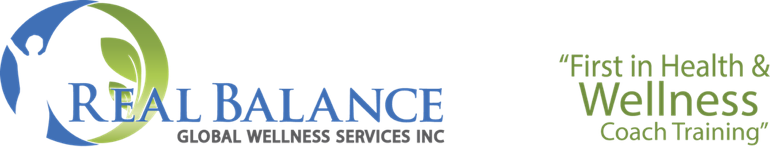 REAL BALANCE
GLOBAL WELLNESS SERVICES INC
“First in Health &
Wellness
Coach Training”